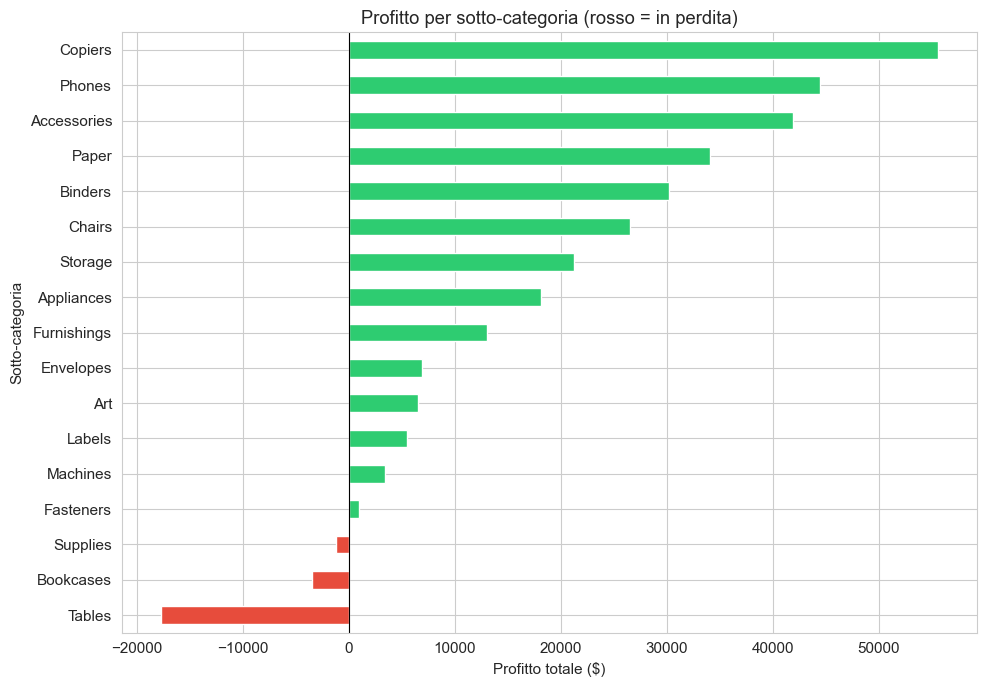 Profitto per sotto-categoria (rosso = in perdita)
Sotto-categoria
Copiers
Phones
Accessories
Paper
Binders
Chairs
Storage
Appliances
Furnishings
Envelopes
Art
Labels
Machines
Fasteners
Supplies
Bookcases
Tables
−20000 −10000 0 10000 20000 30000 40000 50000
Profitto totale ($)